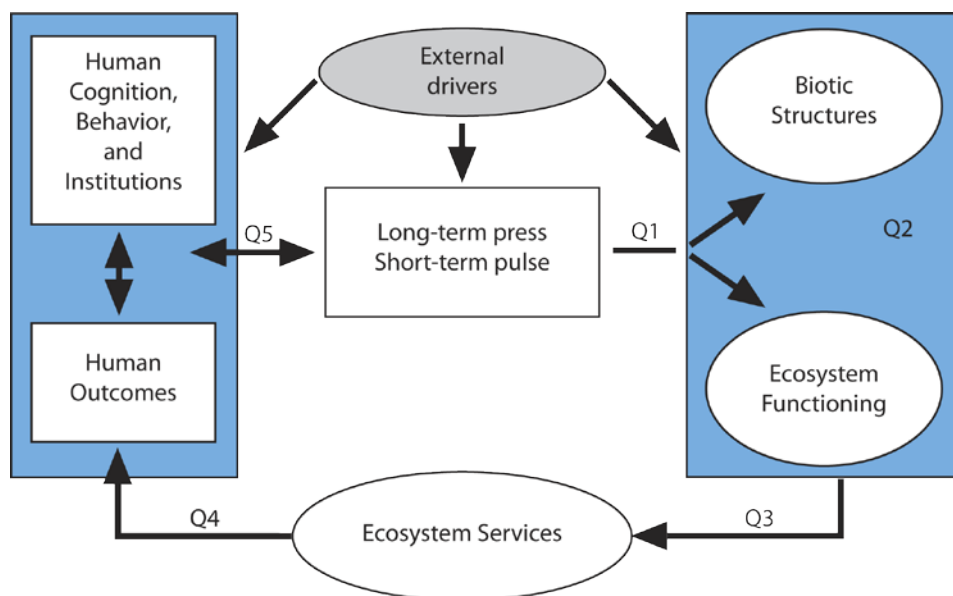 Human
Cognition,
Behavior,
and
Institutions
External
drivers
Biotic
Structures
Q5
Long-term press
Short-term pulse
Q1
Q2
Human
Outcomes
Ecosystem
Functioning
Q4
Ecosystem Services
Q3